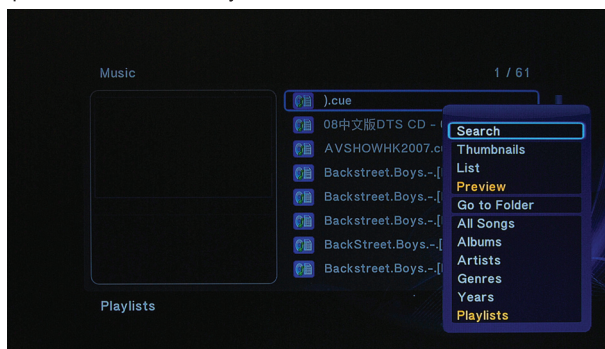 Music
1 / 61
).cue
08中文版DTS CD -
AVSHOWHK2007.c
Backstreet.Boys.-.[
Backstreet.Boys.-.[
Backstreet.Boys.-.[
BackStreet.Boys.-.[
Backstreet.Boys.-.[
Playlists
Search
Thumbnails
List
Preview
Go to Folder
All Songs
Albums
Artists
Genres
Years
Playlists